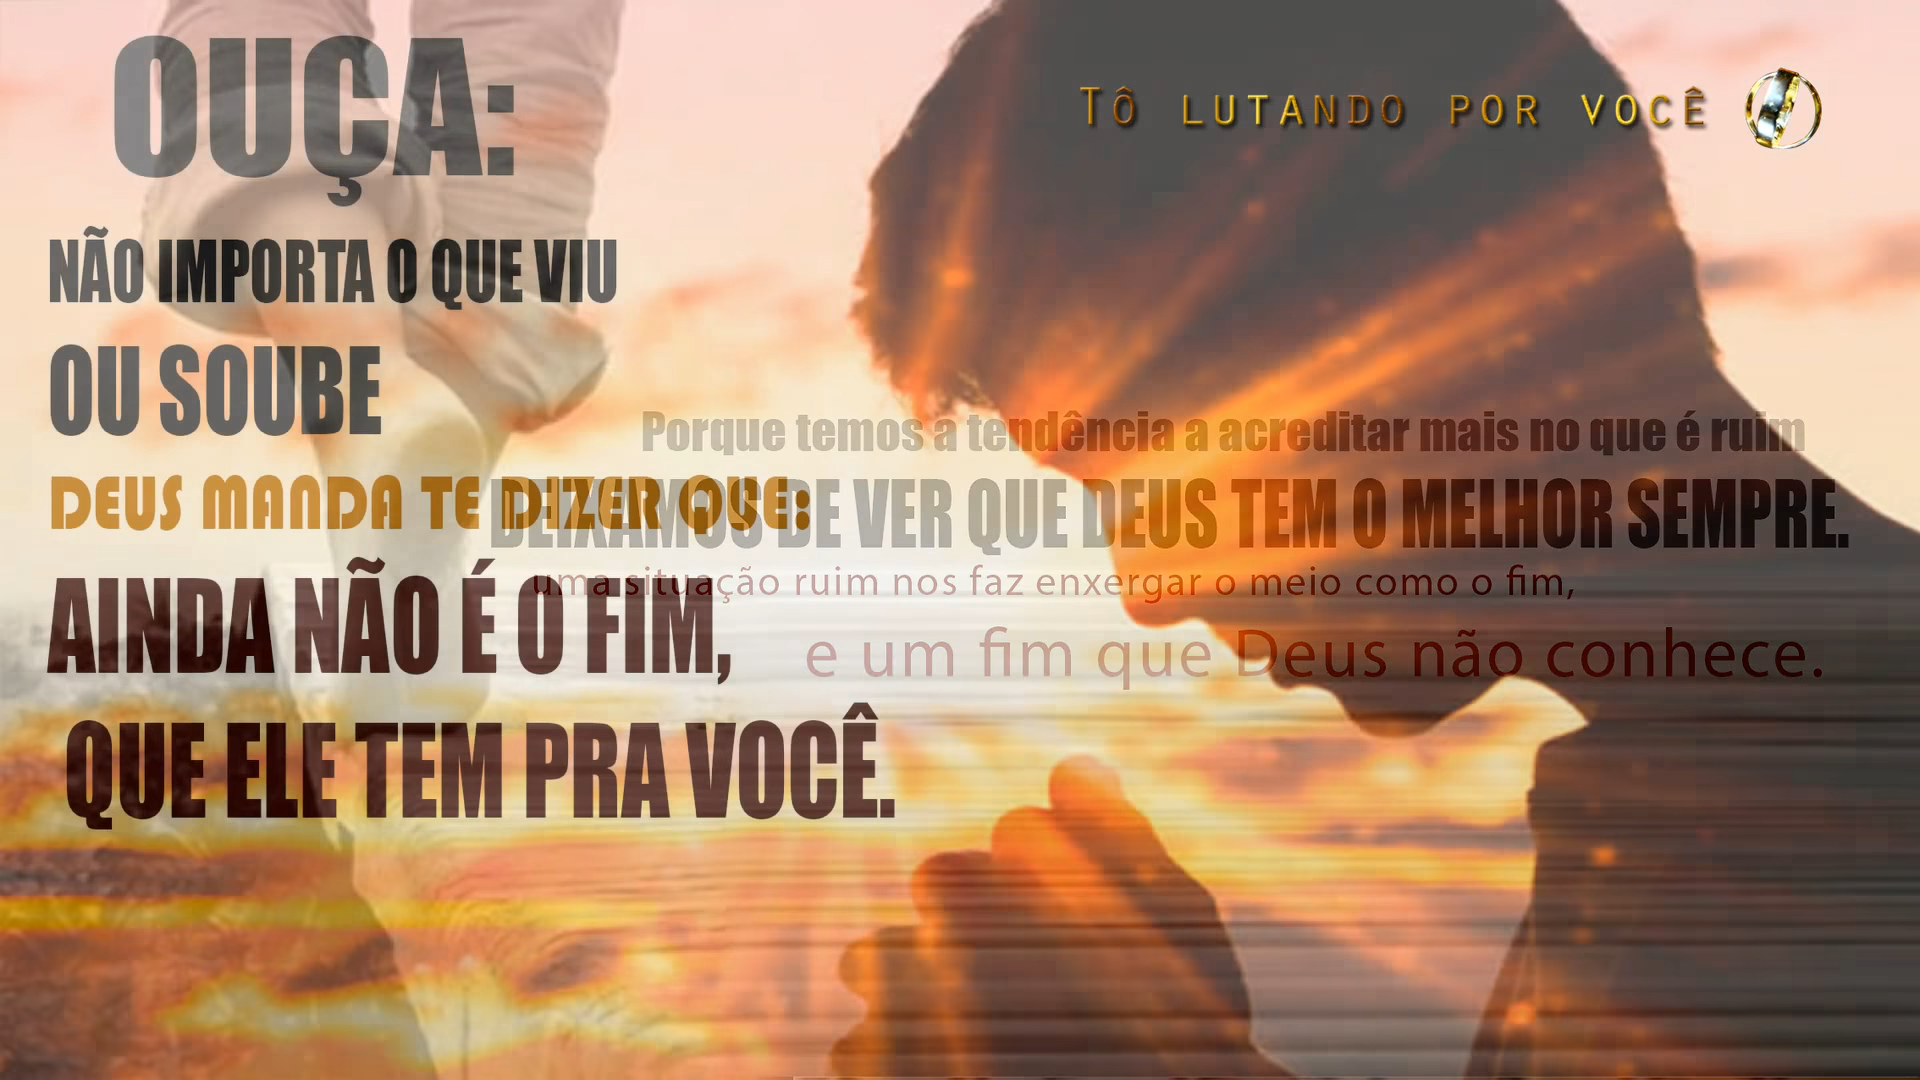 OUÇA:
Tô lutando por você
NÃO IMPORTA O QUE VIU
OU SOUBE
DEUS MANDA TE DIZER QUE:
AINDA NÃO É O FIM,
QUE ELE TEM PRA VOCÊ.
Porque temos a tendência a acreditar mais no que é ruim
DEIXAMOS DE VER QUE DEUS TEM O MELHOR SEMPRE.
uma situação ruim nos faz enxergar o meio como o fim,
e um fim que Deus não conhece.